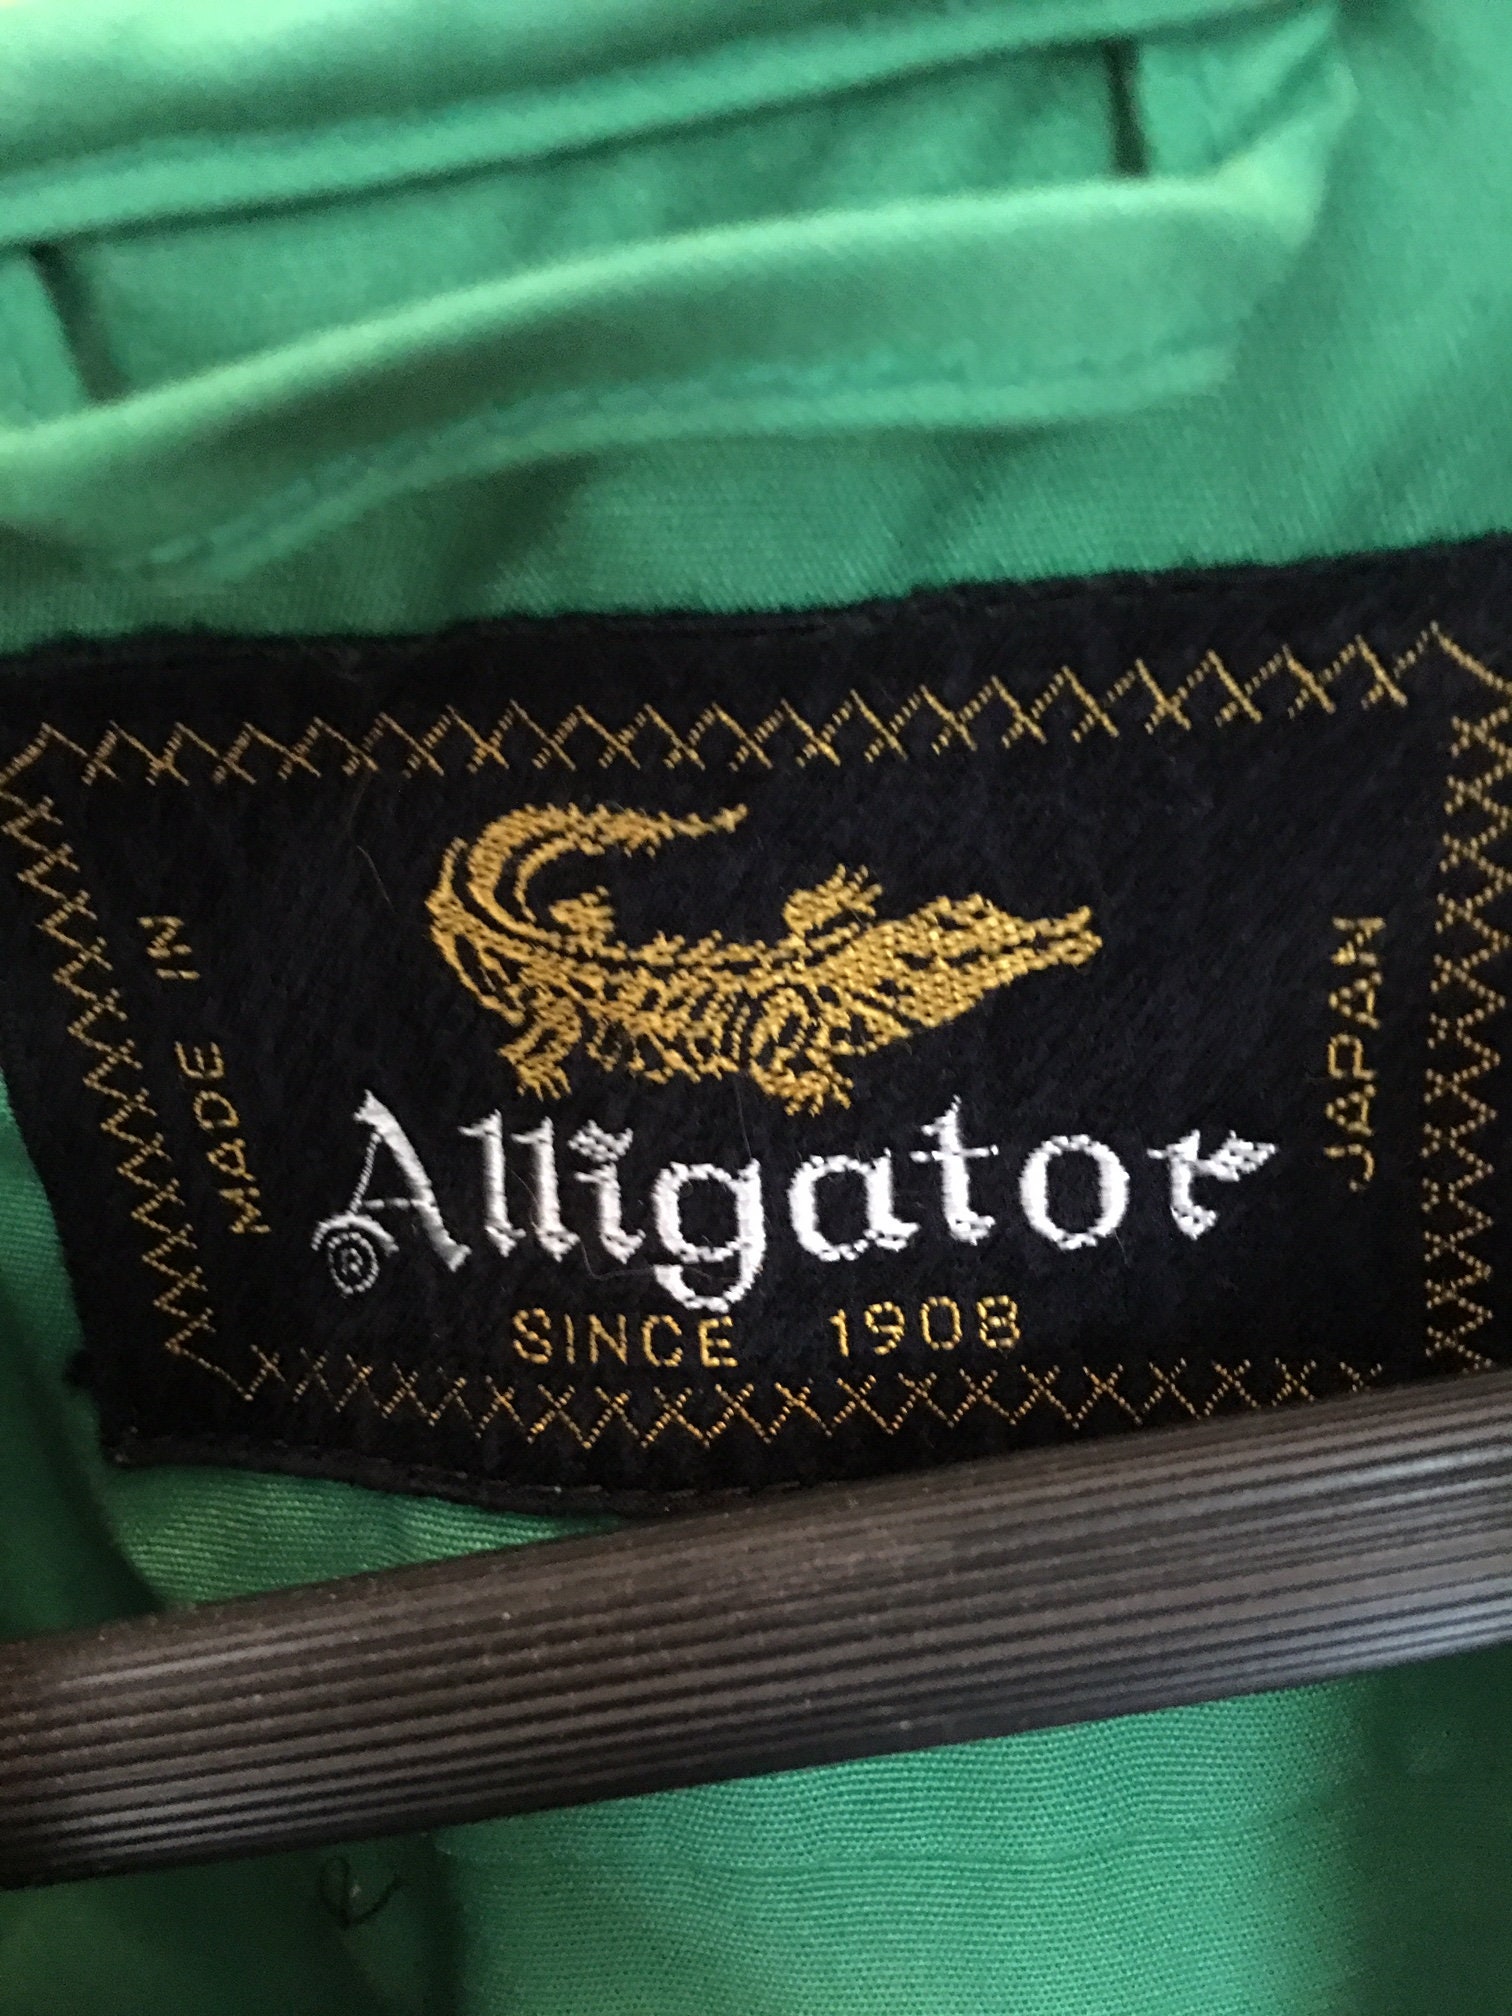 MADE IN
JAPAN
Alligator
®
SINCE 1908